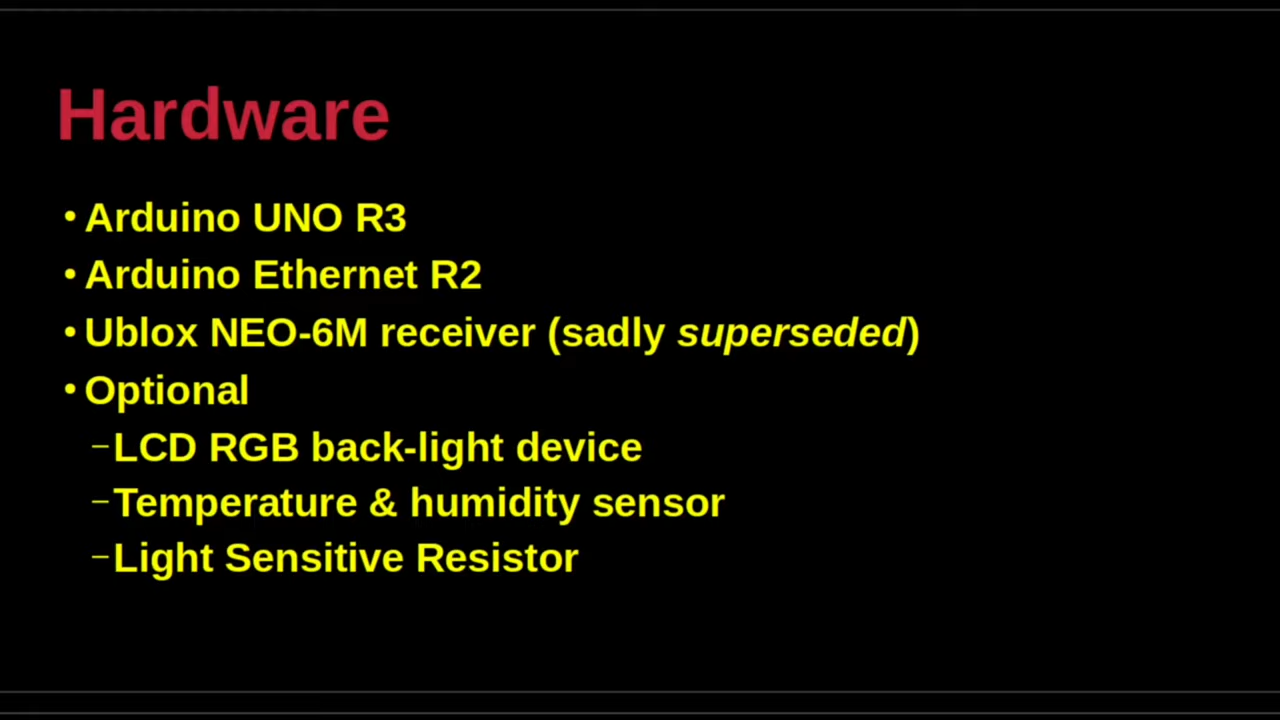 Hardware
• Arduino UNO R3
• Arduino Ethernet R2
• Ublox NEO-6M receiver (sadly superseded)
• Optional
–LCD RGB back-light device
–Temperature & humidity sensor
–Light Sensitive Resistor